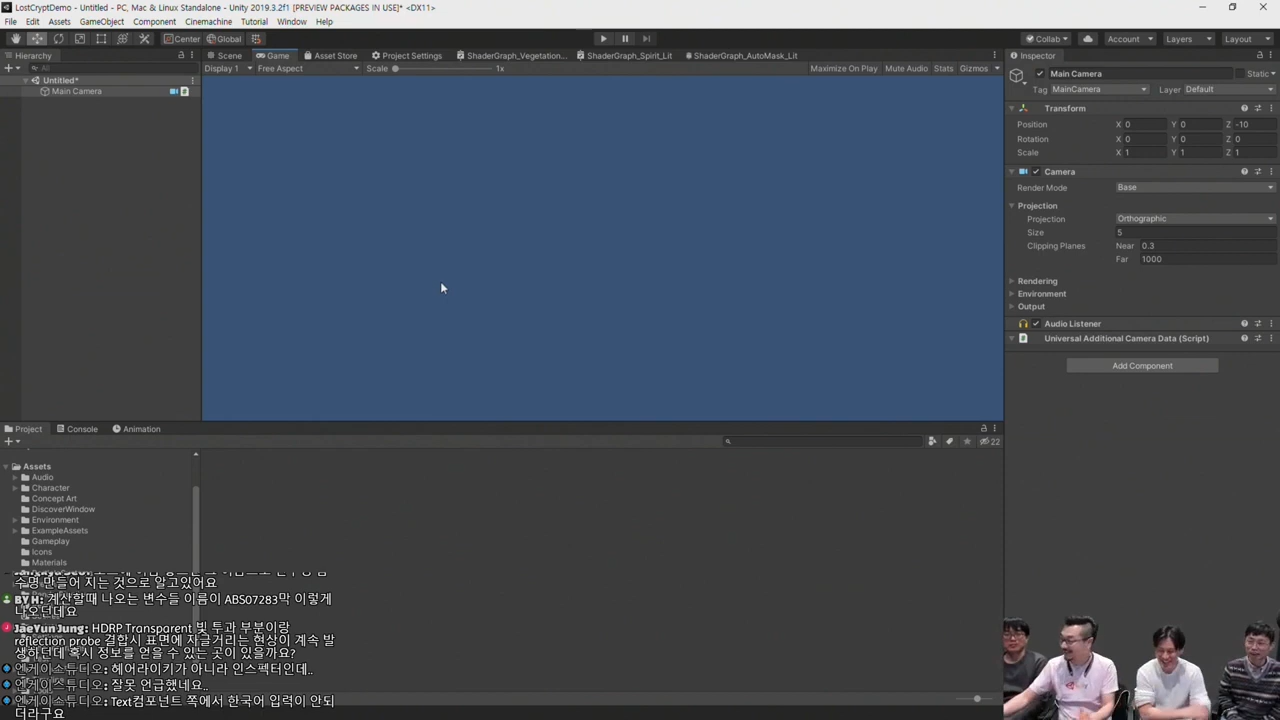 LostCryptDemo - Untitled - PC, Mac & Linux Standalone - Unity 2019.3.2f1 [PREVIEW PACKAGES IN USE]* <DX11>
File Edit Assets GameObject Component Cinemachine Tutorial Window Help
Center Global Collab Account Layers Layout
Hierarchy
All
Untitled*
Main Camera
Scene Game Asset Store Project Settings ShaderGraph_Vegetation... ShaderGraph_Spirit_Lit ShaderGraph_AutoMask_Lit
Display 1 Free Aspect Scale 1x Maximize On Play Mute Audio Stats Gizmos
Inspector
Main Camera Static
Tag MainCamera Layer Default
Transform
Position X 0 Y 0 Z -10
Rotation X 0 Y 0 Z 0
Scale X 1 Y 1 Z 1
Camera
Render Mode Base
Projection
Projection Orthographic
Size 5
Clipping Planes Near 0.3
Far 1000
Rendering
Environment
Output
Audio Listener
Universal Additional Camera Data (Script)
Add Component
Project Console Animation
22
Assets
Audio
Character
Concept Art
DiscoverWindow
Environment
ExampleAssets
Gameplay
Icons
Materials
수명 만들어 지는 것으로 알고있어요
BY H: 계산할때 나오는 변수들 이름이 ABS07283막 이렇게
나오던데요
JaeYun Jung: HDRP Transparent 빛 투과 부분이랑
reflection probe 결합시 표면에 자글거리는 현상이 계속 발
생하던데 혹시 정보를 얻을 수 있는 곳이 있을까요?
엔케이스튜디오: 헤어라이키가 아니라 인스펙터인데..
엔케이스튜디오: 잘못 언급했네요..
엔케이스튜디오: Text컴포넌트 쪽에서 한국어 입력이 안되
더라구요